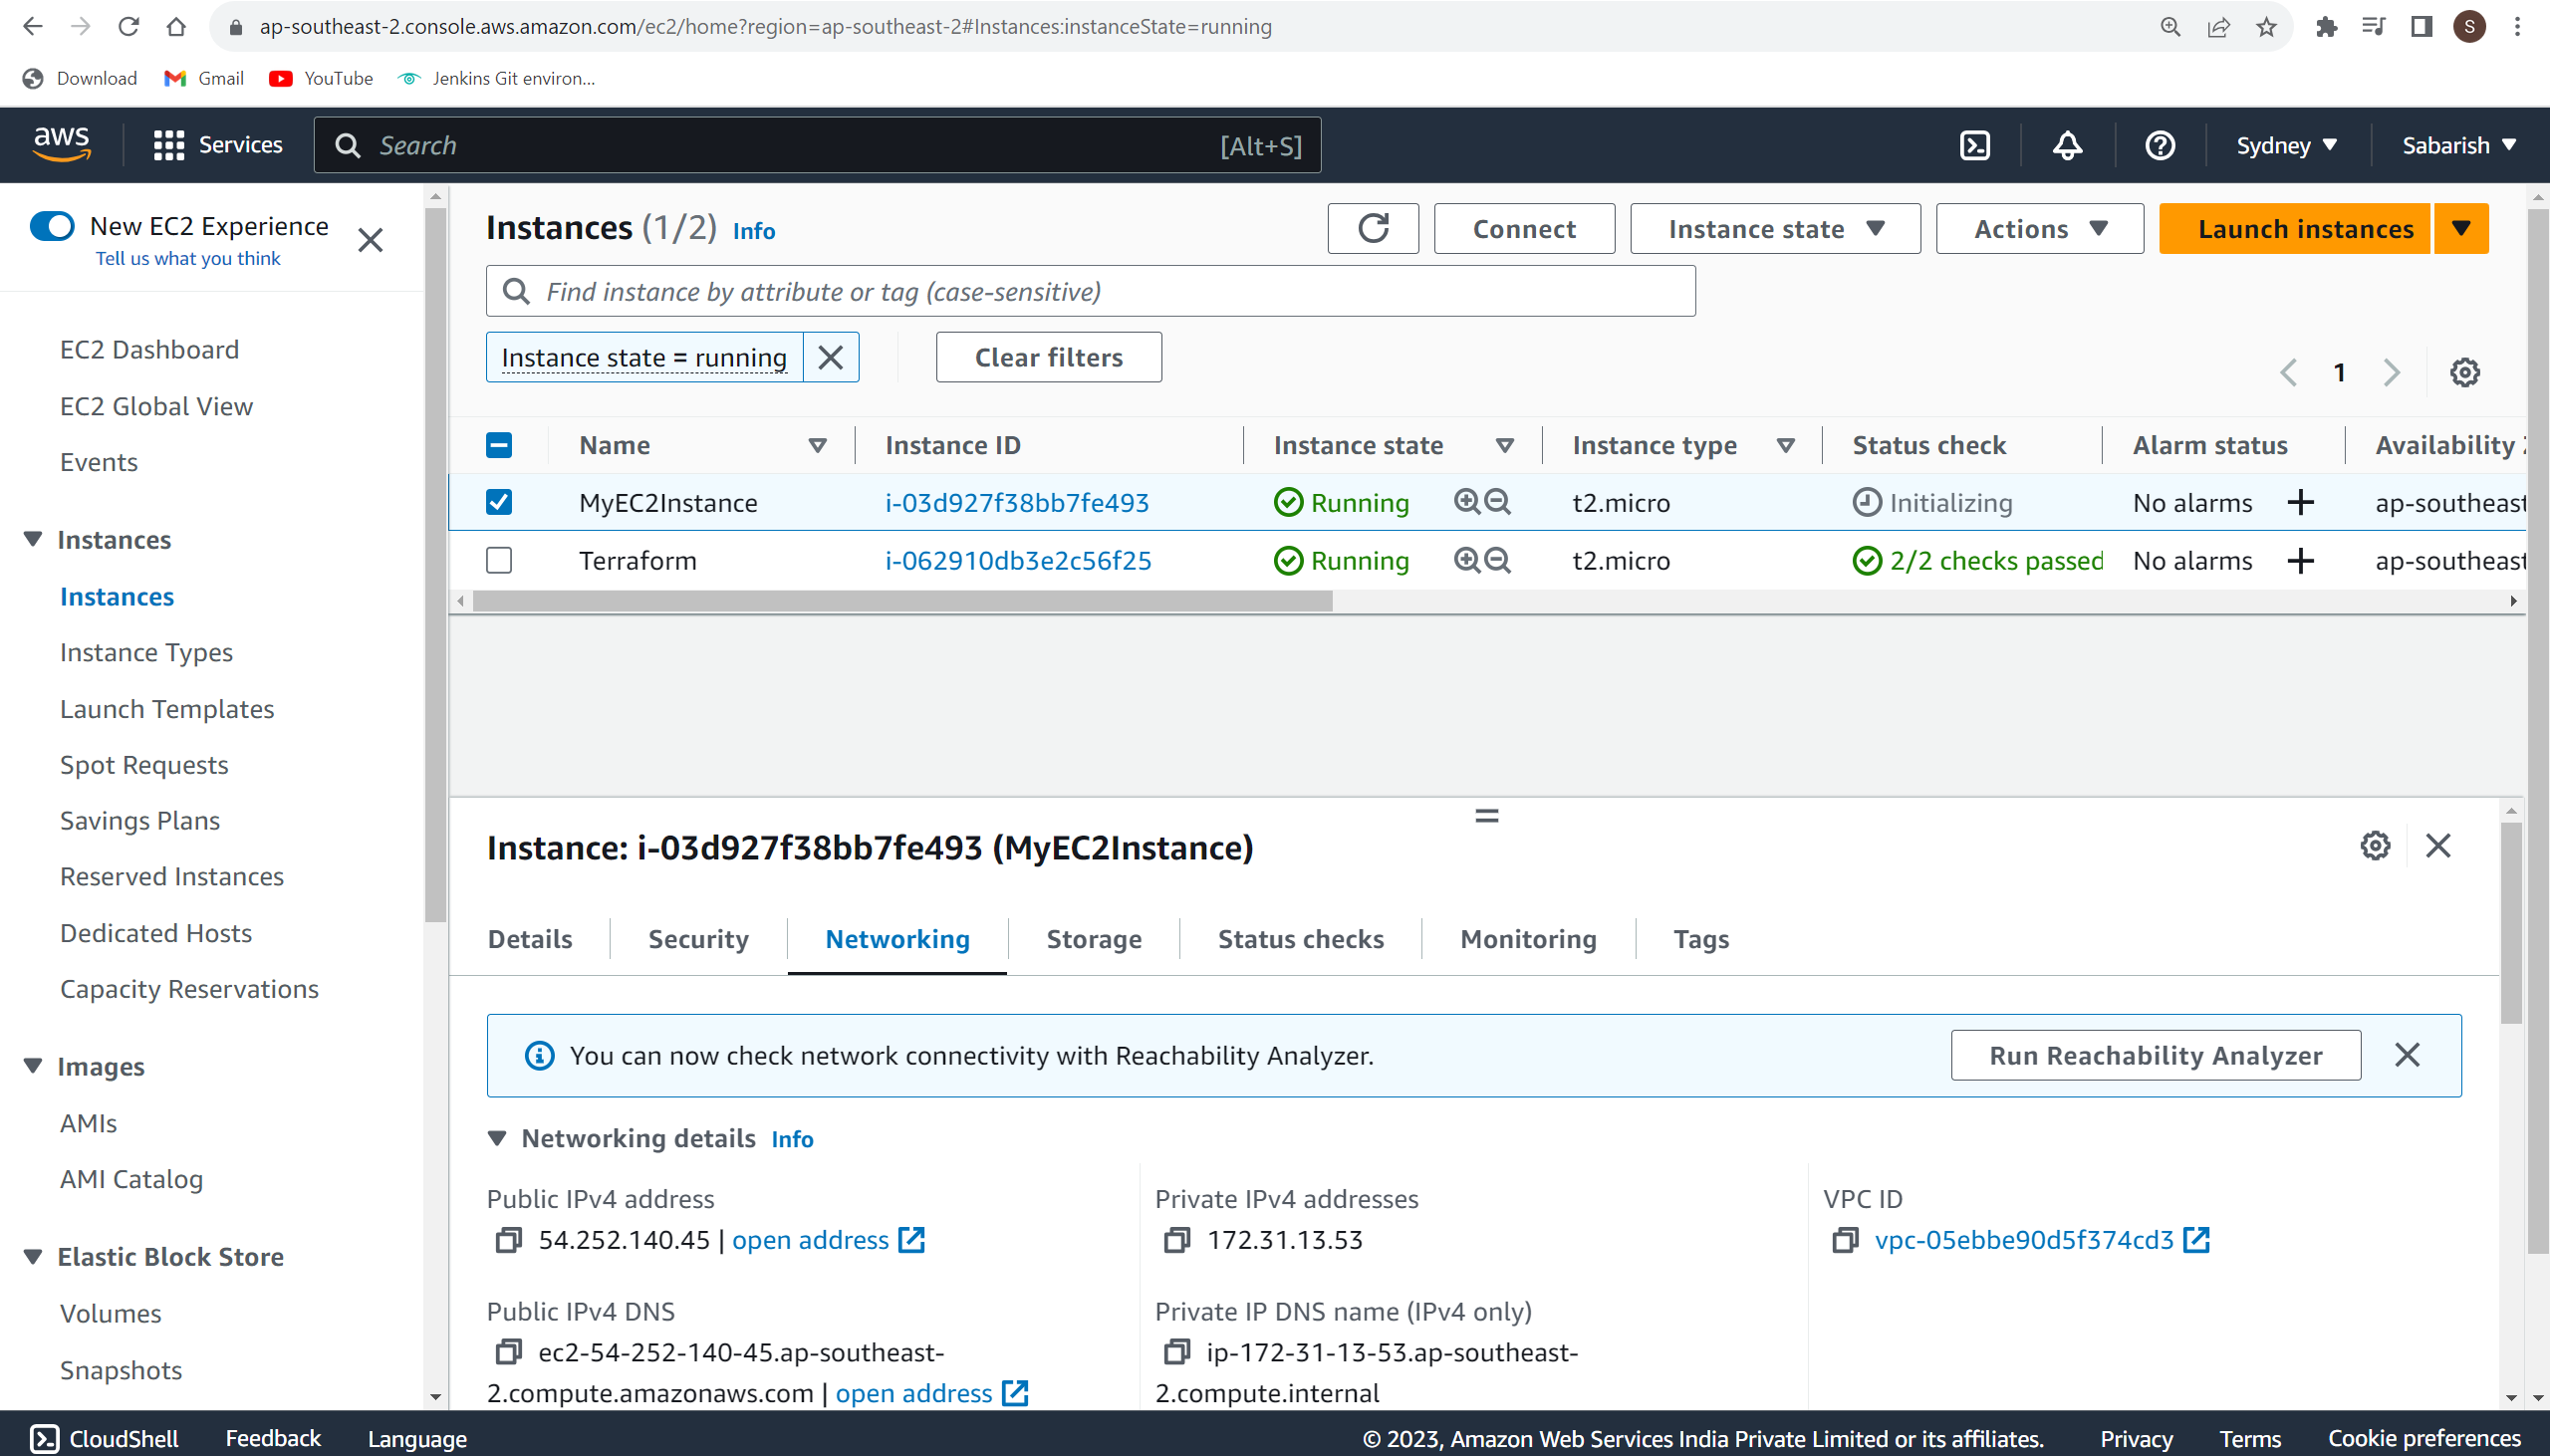 ap-southeast-2.console.aws.amazon.com/ec2/home?region=ap-southeast-2#Instances:instanceState=running
S
Download Gmail YouTube Jenkins Git environ...
aws Services Search [Alt+S] Sydney Sabarish
New EC2 Experience
Tell us what you think
EC2 Dashboard
EC2 Global View
Events
Instances
Instances
Instance Types
Launch Templates
Spot Requests
Savings Plans
Reserved Instances
Dedicated Hosts
Capacity Reservations
Images
AMIs
AMI Catalog
Elastic Block Store
Volumes
Snapshots
Instances (1/2) Info
Connect Instance state Actions Launch instances
Find instance by attribute or tag (case-sensitive)
Instance state = running Clear filters
1
Name Instance ID Instance state Instance type Status check Alarm status Availability
MyEC2Instance i-03d927f38bb7fe493 Running t2.micro Initializing No alarms ap-southeast
Terraform i-062910db3e2c56f25 Running t2.micro 2/2 checks passed No alarms ap-southeast
Instance: i-03d927f38bb7fe493 (MyEC2Instance)
Details Security Networking Storage Status checks Monitoring Tags
You can now check network connectivity with Reachability Analyzer. Run Reachability Analyzer
Networking details Info
Public IPv4 address
54.252.140.45 | open address
Public IPv4 DNS
ec2-54-252-140-45.ap-southeast-
2.compute.amazonaws.com | open address
Private IPv4 addresses
172.31.13.53
Private IP DNS name (IPv4 only)
ip-172-31-13-53.ap-southeast-
2.compute.internal
VPC ID
vpc-05ebbe90d5f374cd3
CloudShell Feedback Language © 2023, Amazon Web Services India Private Limited or its affiliates. Privacy Terms Cookie preferences